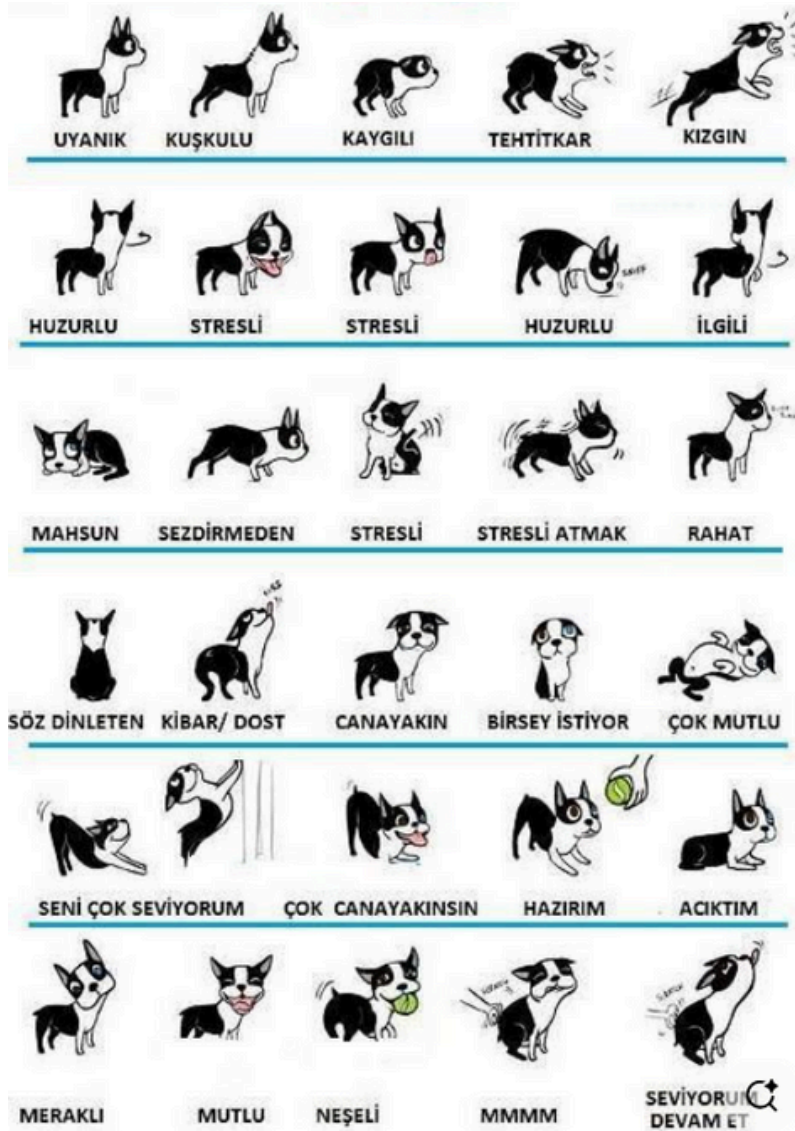 UYANIK KUŞKULU KAYGILI TEHTİTKAR KIZGIN
HUZURLU STRESLİ STRESLİ HUZURLU İLGİLİ
MAHSUN SEZDİRMEDEN STRESLİ STRESLİ ATMAK RAHAT
SÖZ DİNLETEN KİBAR/ DOST CANAYAKIN BİRSEY İSTİYOR ÇOK MUTLU
SENİ ÇOK SEVİYORUM ÇOK CANAYAKINSIN HAZIRIM ACIKTIM
MERAKLI MUTLU NEŞELİ MMMM SEVİYORUM
DEVAM ET